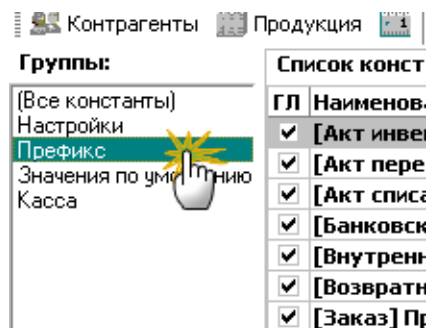 Контрагенты Продукция 1
Группы:
(Все константы)
Настройки
Префикс
Значения по
Касса
Список конст
ГЛ Наименова
[Акт инвен
[Акт пере
[Акт списа
[Банковск
[Внутренн
[Возвратн
[Заказ] Пр